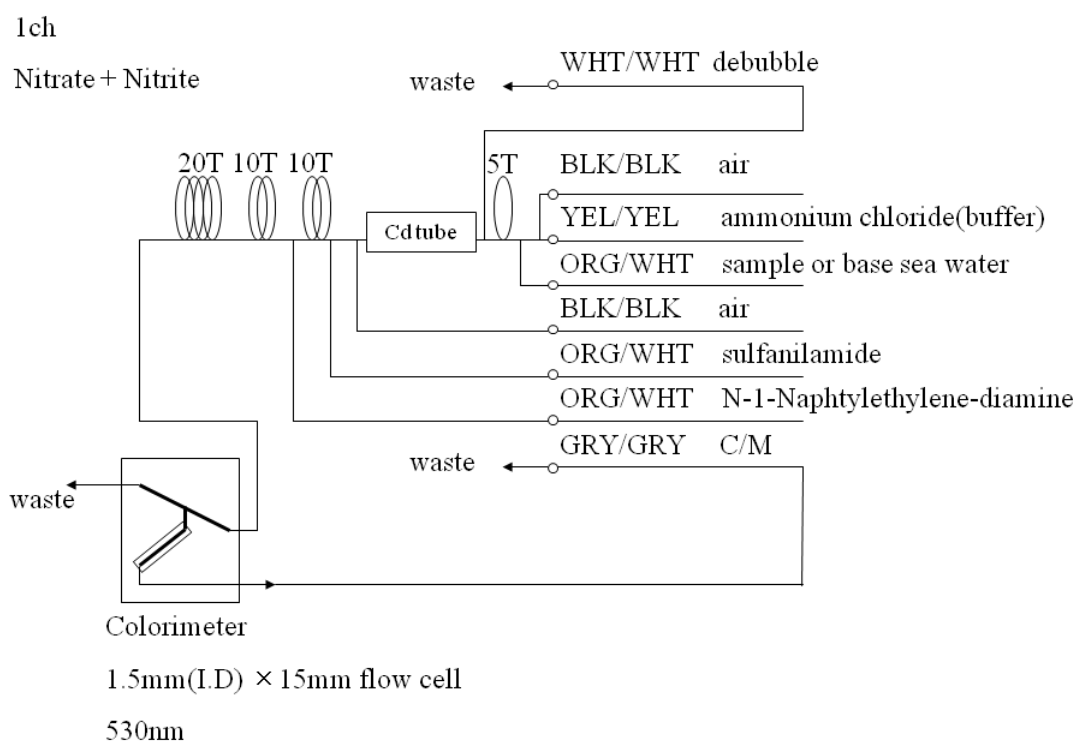 1ch
Nitrate + Nitrite
waste
WHT/WHT debubble
20T 10T 10T
5T
BLK/BLK air
Cd tube
YEL/YEL ammonium chloride(buffer)
ORG/WHT sample or base sea water
BLK/BLK air
ORG/WHT sulfanilamide
ORG/WHT N-1-Naphtylethylene-diamine
waste
GRY/GRY C/M
waste
Colorimeter
1.5mm(I.D) ×15mm flow cell
530nm